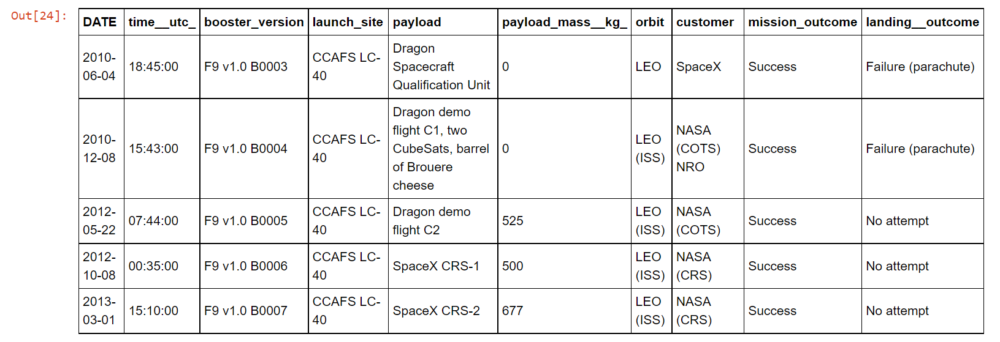 Out[24]:
DATE time__utc_ booster_version launch_site payload payload_mass__kg_ orbit customer mission_outcome landing__outcome
2010-
06-04
18:45:00
F9 v1.0 B0003
CCAFS LC-
40
Dragon
Spacecraft
Qualification Unit
0
LEO
SpaceX
Success
Failure (parachute)
2010-
12-08
15:43:00
F9 v1.0 B0004
CCAFS LC-
40
Dragon demo
flight C1, two
CubeSats, barrel
of Brouere
cheese
0
LEO
(ISS)
NASA
(COTS)
NRO
Success
Failure (parachute)
2012-
05-22
07:44:00
F9 v1.0 B0005
CCAFS LC-
40
Dragon demo
flight C2
525
LEO
(ISS)
NASA
(COTS)
Success
No attempt
2012-
10-08
00:35:00
F9 v1.0 B0006
CCAFS LC-
40
SpaceX CRS-1
500
LEO
(ISS)
NASA
(CRS)
Success
No attempt
2013-
03-01
15:10:00
F9 v1.0 B0007
CCAFS LC-
40
SpaceX CRS-2
677
LEO
(ISS)
NASA
(CRS)
Success
No attempt